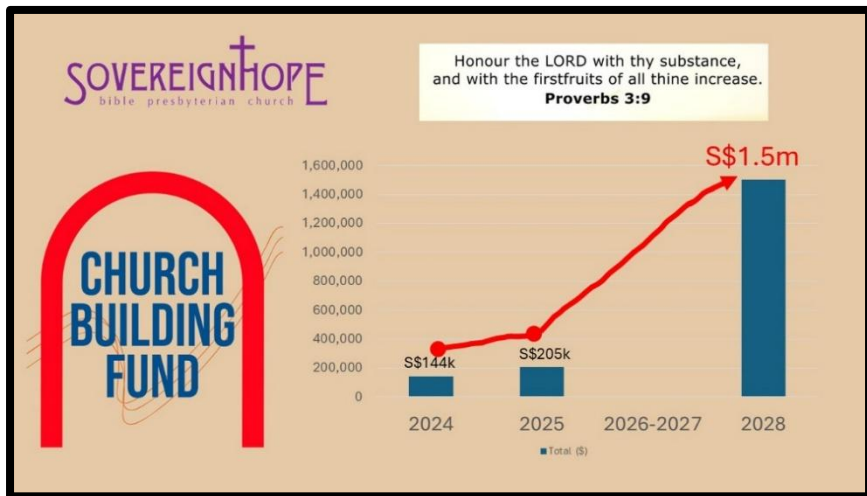 SOVEREIGNHOPE
bible presbyterian church
Honour the LORD with thy substance,
and with the firstfruits of all thine increase.
Proverbs 3:9
CHURCH
BUILDING
FUND
S$1.5m
1,600,000
1,400,000
1,200,000
1,000,000
800,000
600,000
400,000
200,000
0
S$144k
S$205k
2024 2025 2026-2027 2028
Total ($)